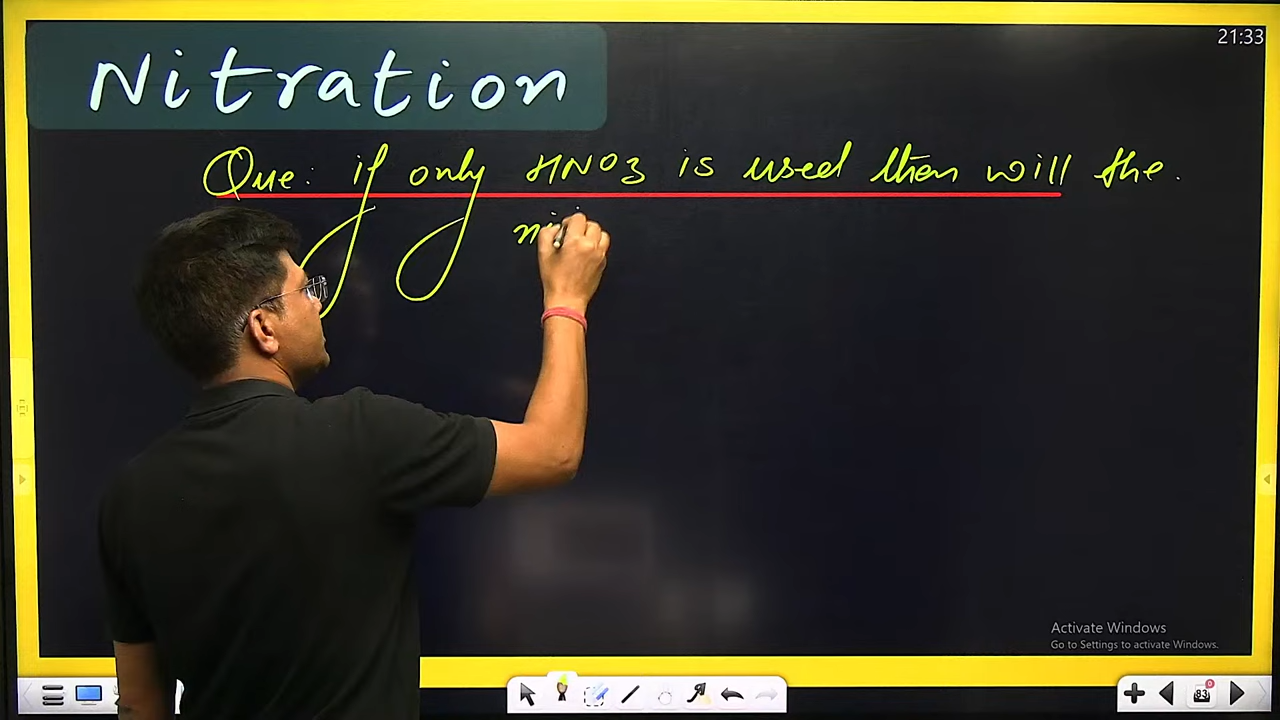 21:33
Nitration
Que: if only HNO3 is used then will the.
Activate Windows
Go to Settings to activate Windows.
93